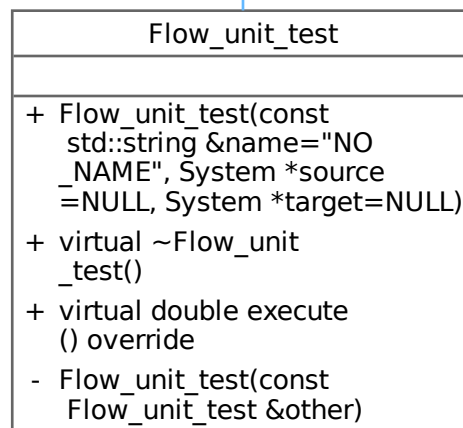 Flow_unit_test
+ Flow_unit_test(const
std::string &name="NO
_NAME", System *source
=NULL, System *target=NULL)
+ virtual ~Flow_unit
_test()
+ virtual double execute
() override
- Flow_unit_test(const
Flow_unit_test &other)